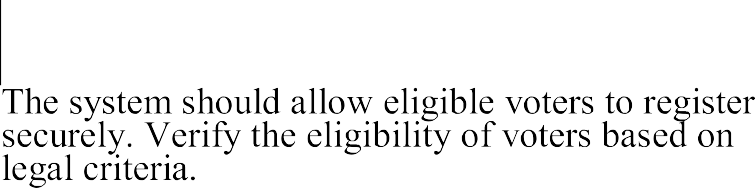 The system should allow eligible voters to register
securely. Verify the eligibility of voters based on
legal criteria.